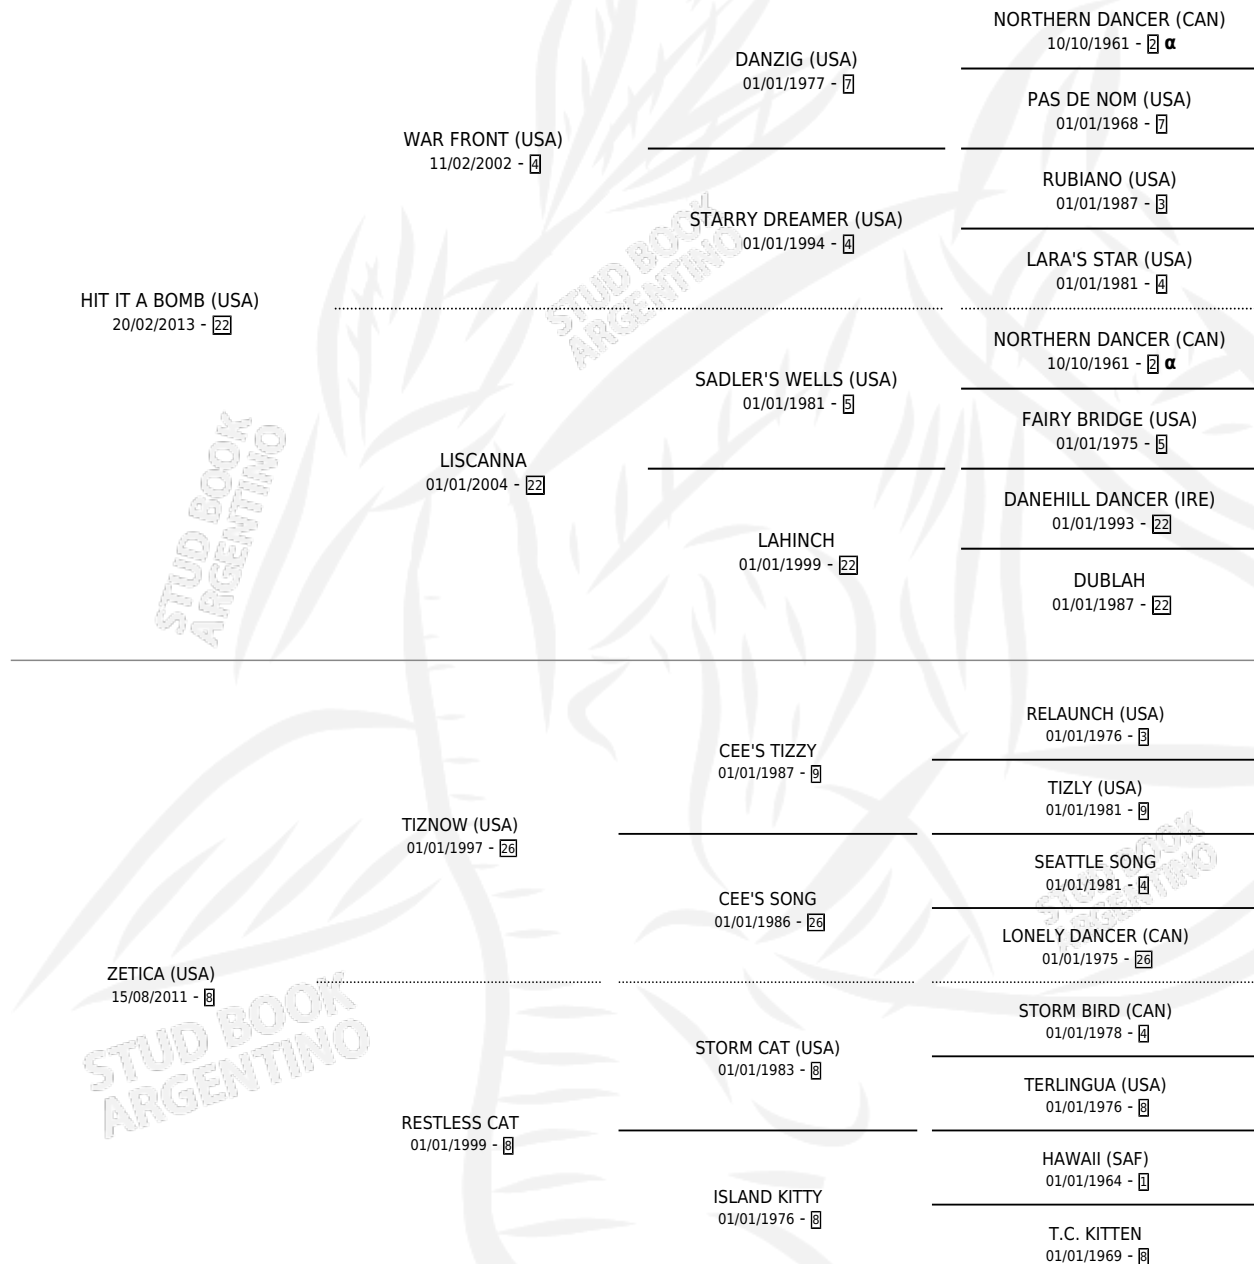 NORTHERN DANCER (CAN)
10/10/1961 - 2 α
DANZIG (USA)
01/01/1977 - 7
PAS DE NOM (USA)
01/01/1968 - 7
WAR FRONT (USA)
11/02/2002 - 4
RUBIANO (USA)
01/01/1987 - 3
STARRY DREAMER (USA)
01/01/1994 - 4
LARA'S STAR (USA)
01/01/1981 - 4
HIT IT A BOMB (USA)
20/02/2013 - 22
NORTHERN DANCER (CAN)
10/10/1961 - 2 α
SADLER'S WELLS (USA)
01/01/1981 - 5
FAIRY BRIDGE (USA)
01/01/1975 - 5
LISCANNA
01/01/2004 - 22
DANEHILL DANCER (IRE)
01/01/1993 - 22
LAHINCH
01/01/1999 - 22
DUBLAH
01/01/1987 - 22
RELAUNCH (USA)
01/01/1976 - 3
CEE'S TIZZY
01/01/1987 - 9
TIZLY (USA)
01/01/1981 - 9
TIZNOW (USA)
01/01/1997 - 26
SEATTLE SONG
01/01/1981 - 4
CEE'S SONG
01/01/1986 - 26
LONELY DANCER (CAN)
01/01/1975 - 26
ZETICA (USA)
15/08/2011 - 8
STORM BIRD (CAN)
01/01/1978 - 4
STORM CAT (USA)
01/01/1983 - 8
TERLINGUA (USA)
01/01/1976 - 8
RESTLESS CAT
01/01/1999 - 8
HAWAII (SAF)
01/01/1964 - 1
ISLAND KITTY
01/01/1976 - 8
T.C. KITTEN
01/01/1969 - 8
STUD BOOK
ARGENTINO
STUD BOOK
ARGENTINO
STUD BOOK
ARGENTINO
STUD BOOK
ARGENTINO